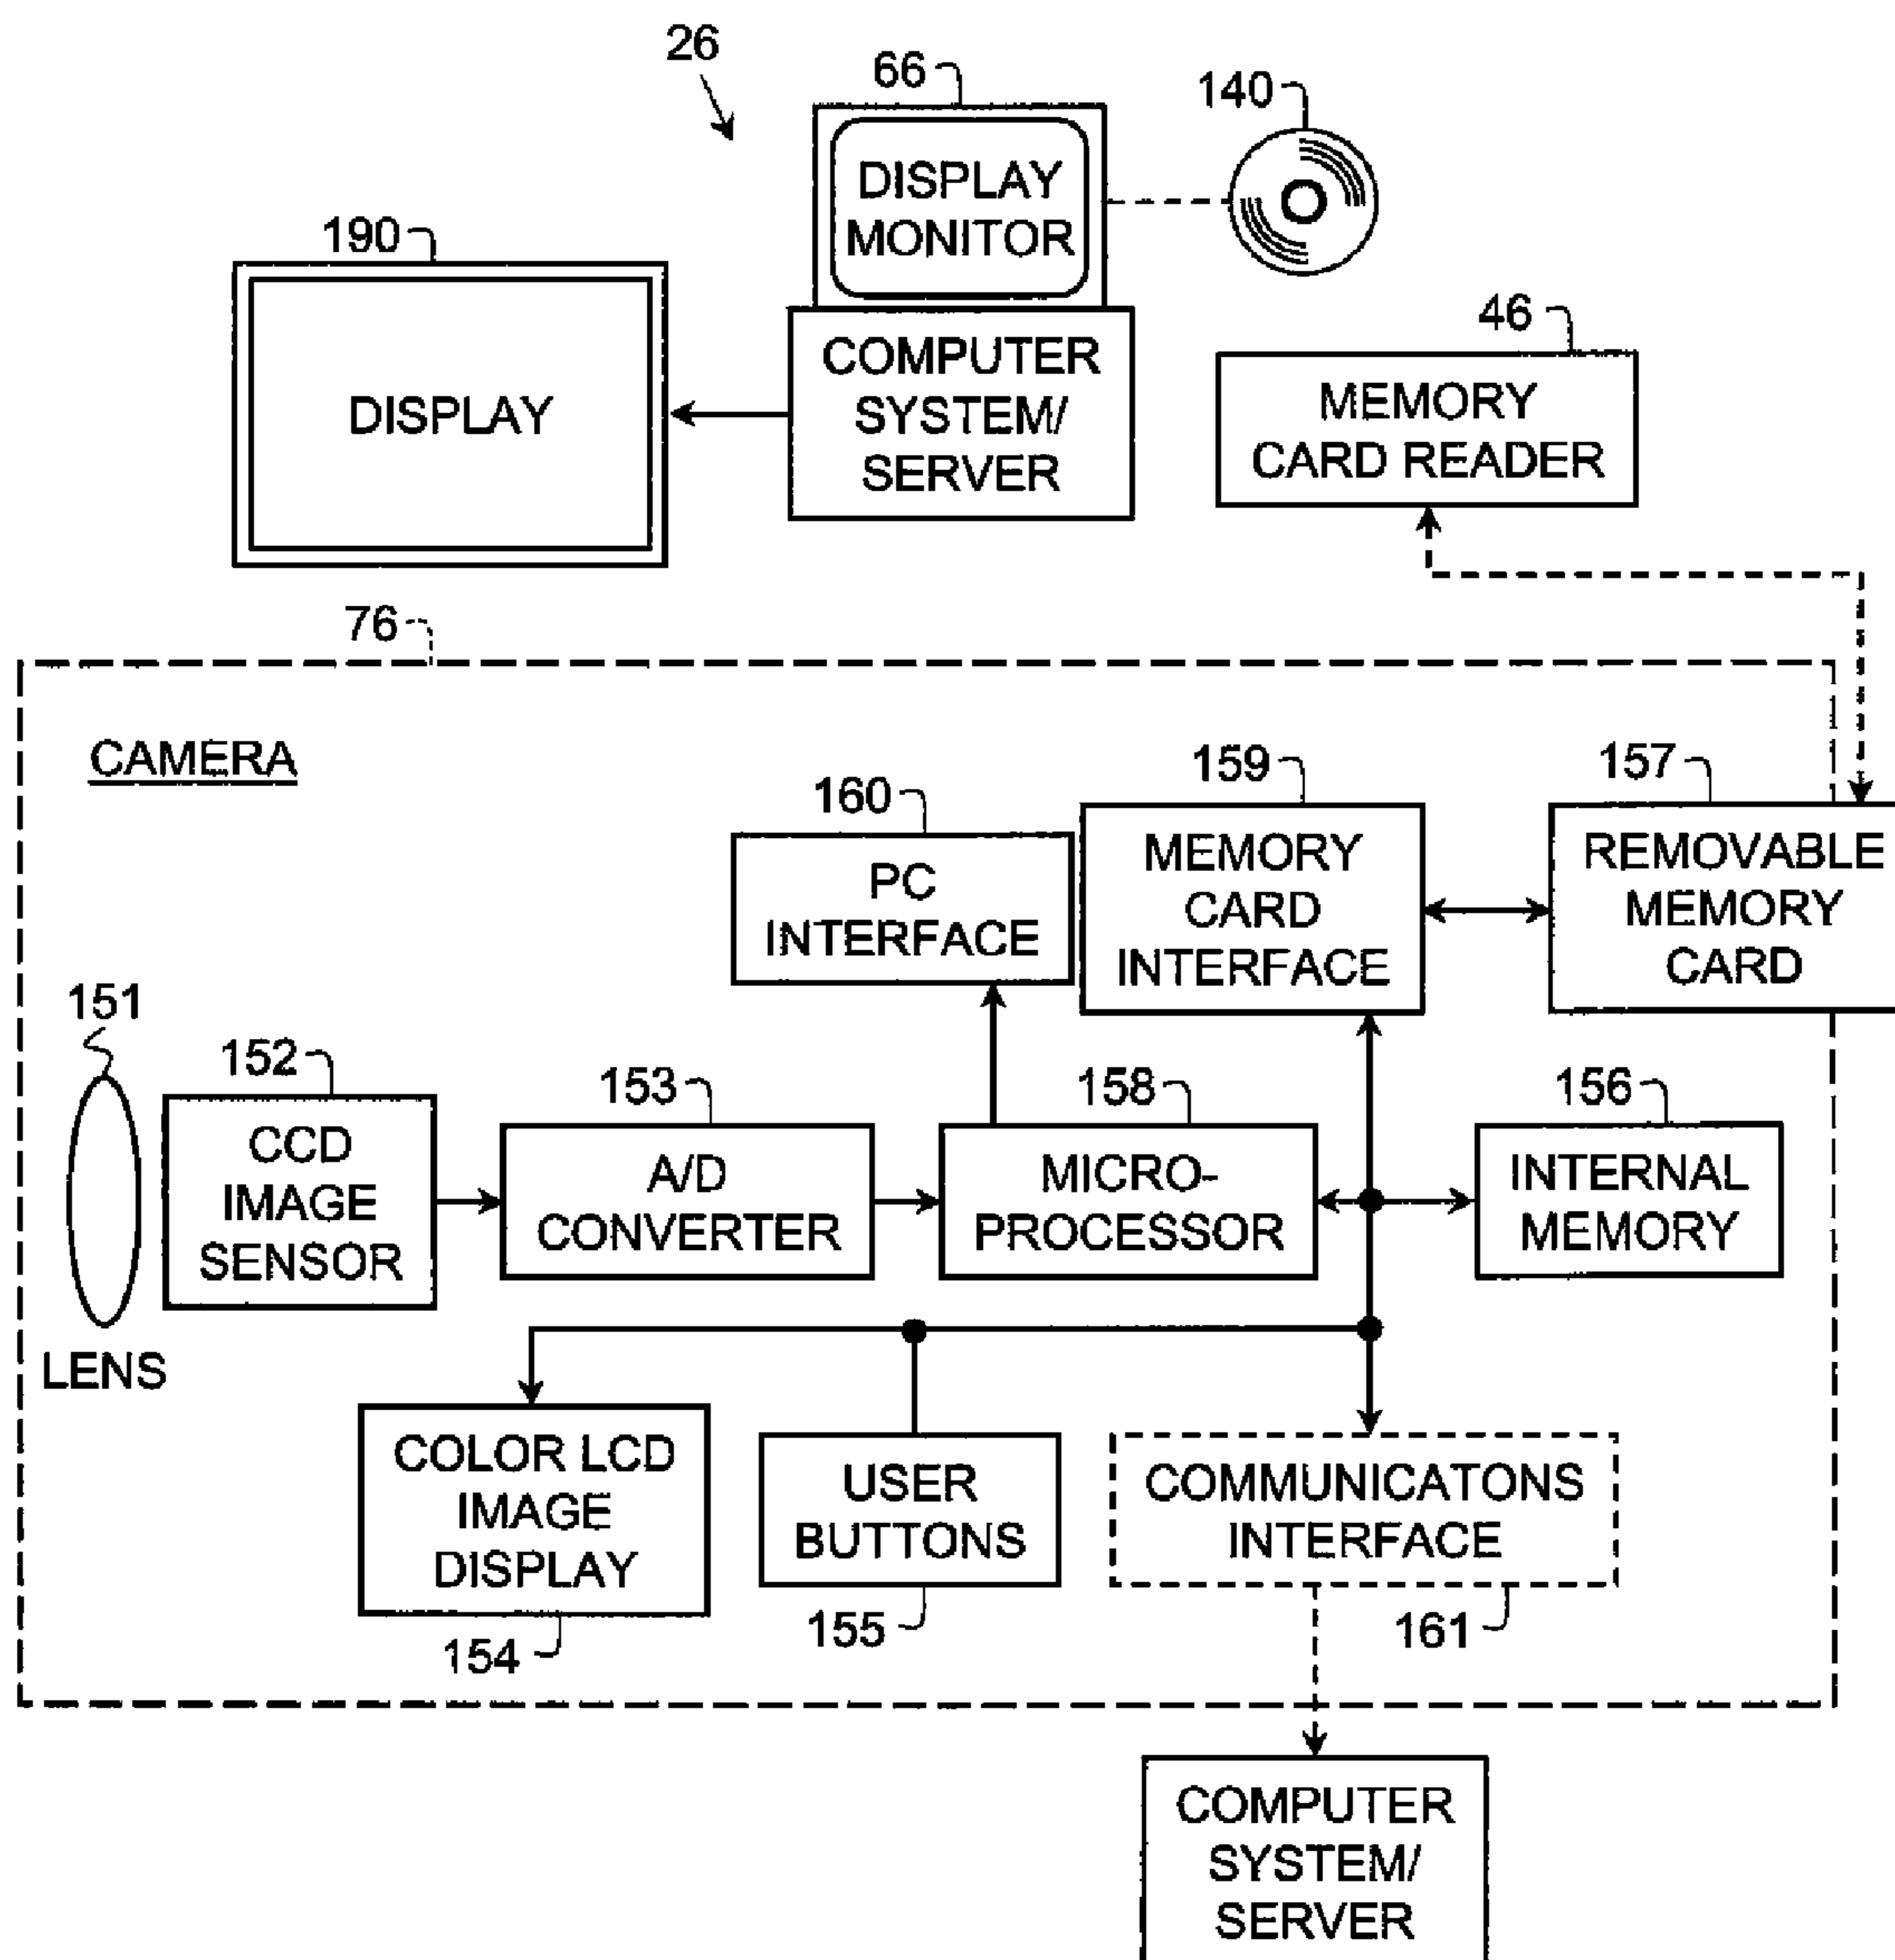 26
66
140
DISPLAY
MONITOR
190
DISPLAY
COMPUTER
SYSTEM/
SERVER
46
MEMORY
CARD READER
76
CAMERA
160
PC
INTERFACE
159
MEMORY
CARD
INTERFACE
157
REMOVABLE
MEMORY
CARD
151
LENS
152
CCD
IMAGE
SENSOR
153
A/D
CONVERTER
158
MICRO-
PROCESSOR
156
INTERNAL
MEMORY
COLOR LCD
IMAGE
DISPLAY
154
USER
BUTTONS
155
COMMUNICATONS
INTERFACE
161
COMPUTER
SYSTEM/
SERVER